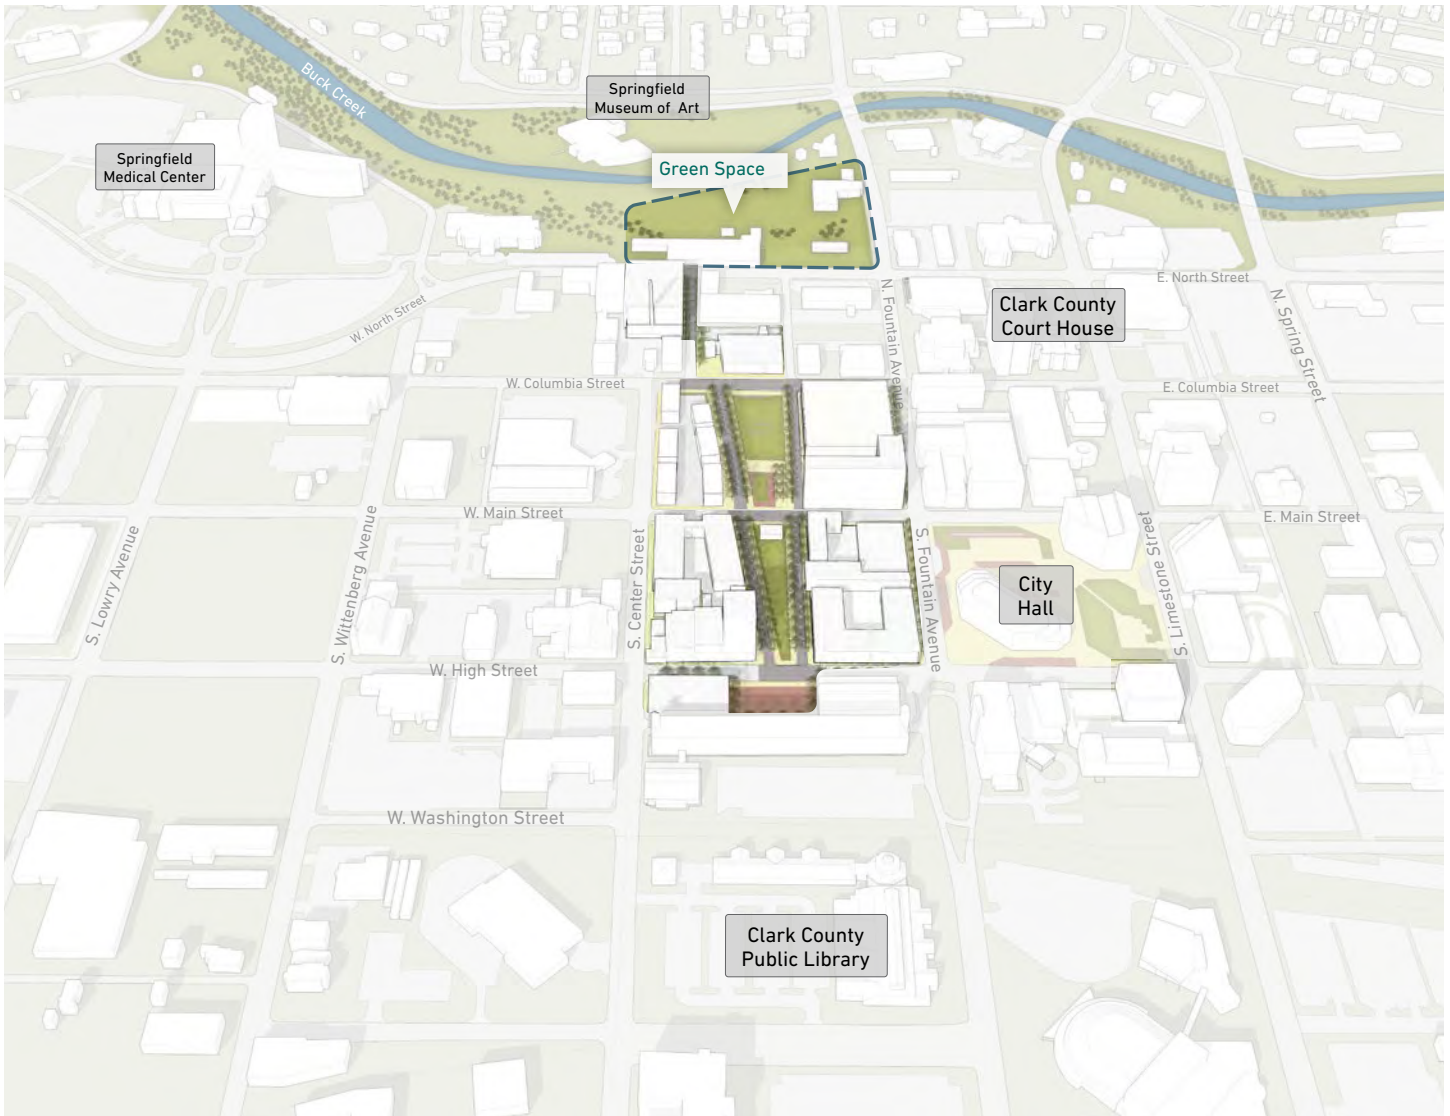 Buck Creek
Springfield
Museum of Art
Springfield
Medical Center
Green Space
E. North Street
W. North Street
N. Fountain Avenue
Clark County
Court House
N. Spring Street
W. Columbia Street
E. Columbia Street
W. Main Street
E. Main Street
S. Lowry Avenue
S. Wittenberg Avenue
S. Center Street
S. Fountain Avenue
City
Hall
S. Limestone Street
W. High Street
W. Washington Street
Clark County
Public Library